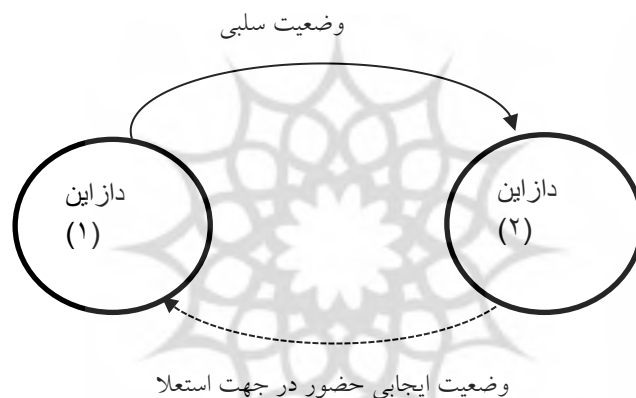 وضعیت سلبی
دازاین
(۱)
دازاین
(۲)
وضعیت ایجابی حضور در جهت استعلا